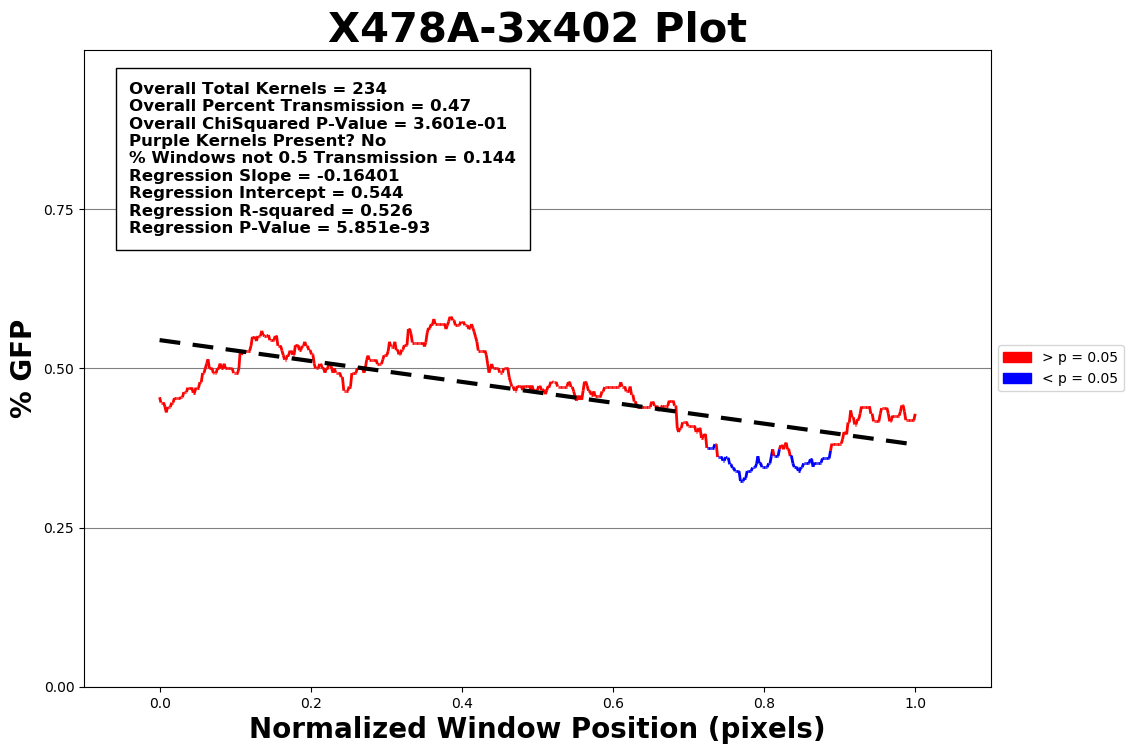 X478A-3x402 Plot
Overall Total Kernels = 234
Overall Percent Transmission = 0.47
Overall ChiSquared P-Value = 3.601e-01
Purple Kernels Present? No
% Windows not 0.5 Transmission = 0.144
Regression Slope = -0.16401
Regression Intercept = 0.544
Regression R-squared = 0.526
Regression P-Value = 5.851e-93
% GFP
0.75
0.50
0.25
0.00
> p = 0.05
< p = 0.05
0.0 0.2 0.4 0.6 0.8 1.0
Normalized Window Position (pixels)